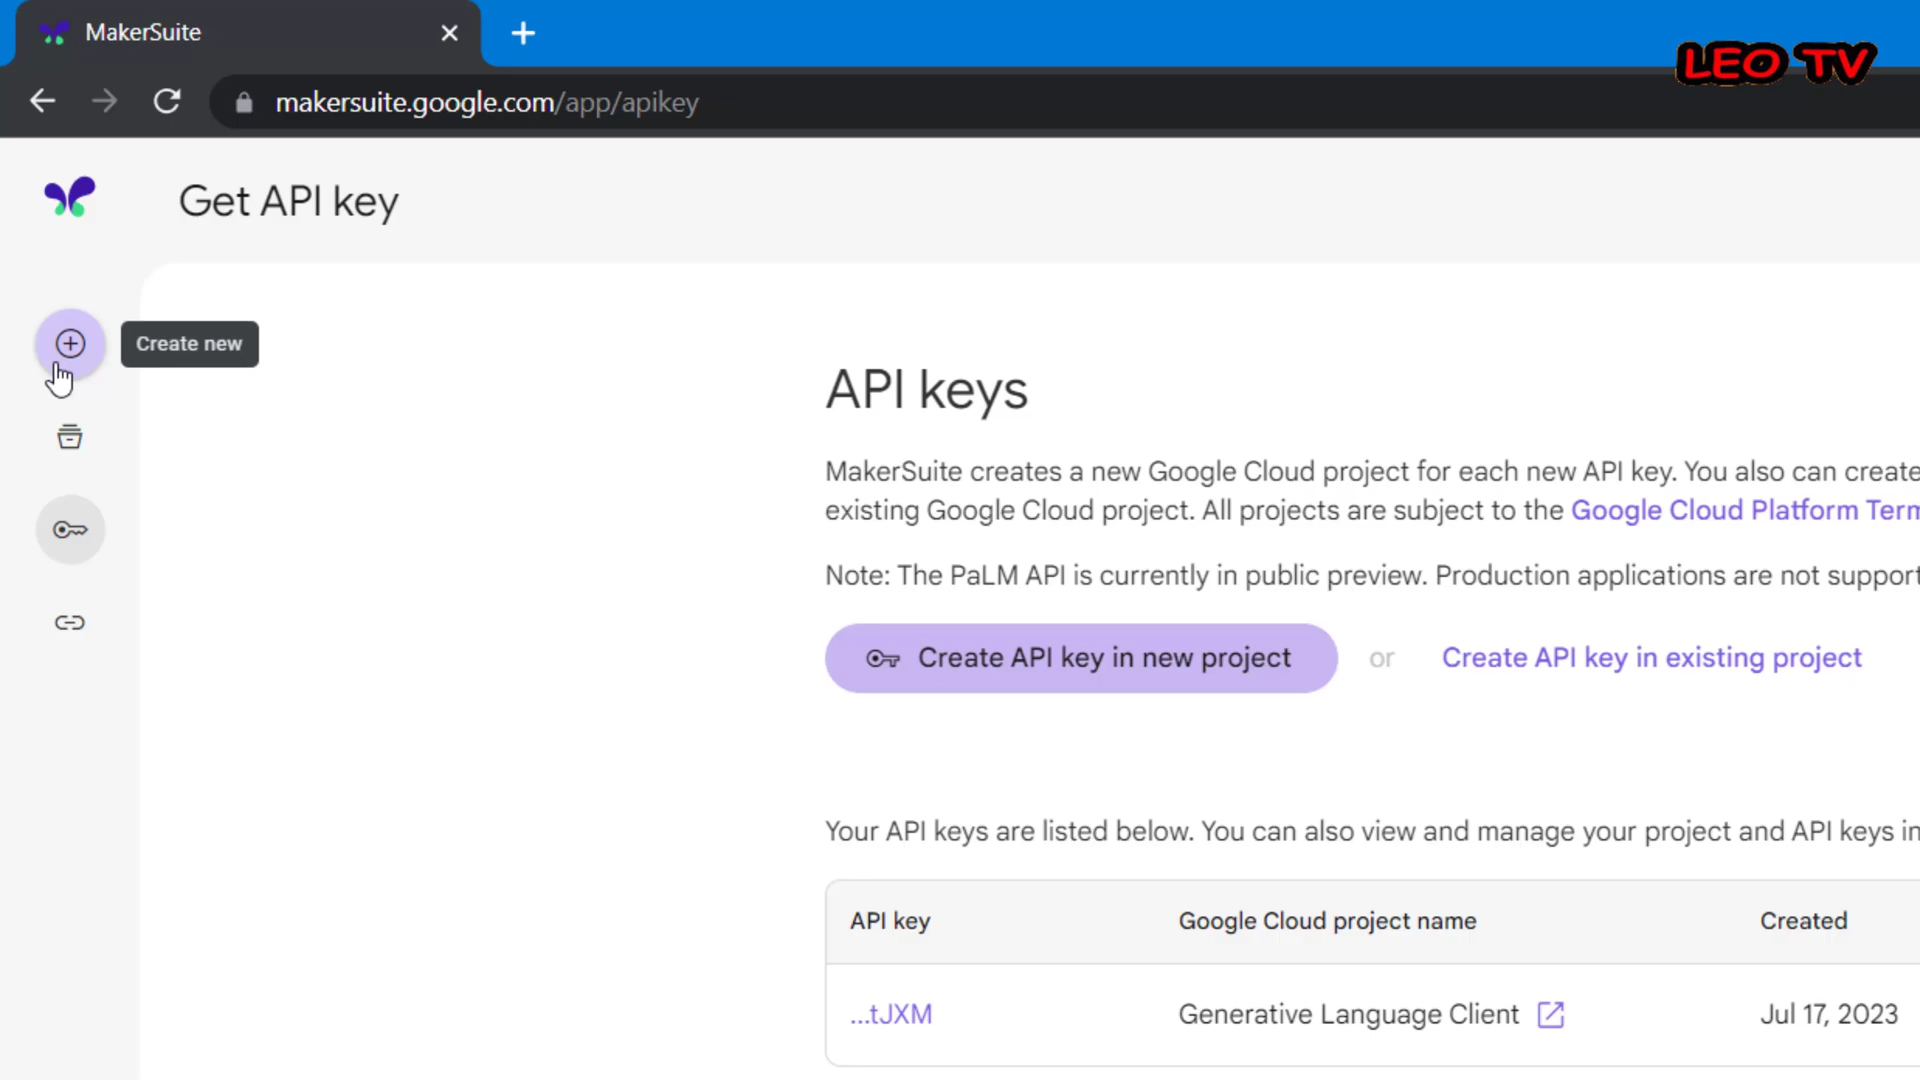 MakerSuite
LEO TV
makersuite.google.com/app/apikey
Get API key
Create new
API keys
MakerSuite creates a new Google Cloud project for each new API key. You also can create
existing Google Cloud project. All projects are subject to the Google Cloud Platform Term
Note: The PaLM API is currently in public preview. Production applications are not support
Create API key in new project or Create API key in existing project
Your API keys are listed below. You can also view and manage your project and API keys in
API key Google Cloud project name Created
...tJXM Generative Language Client Jul 17, 2023